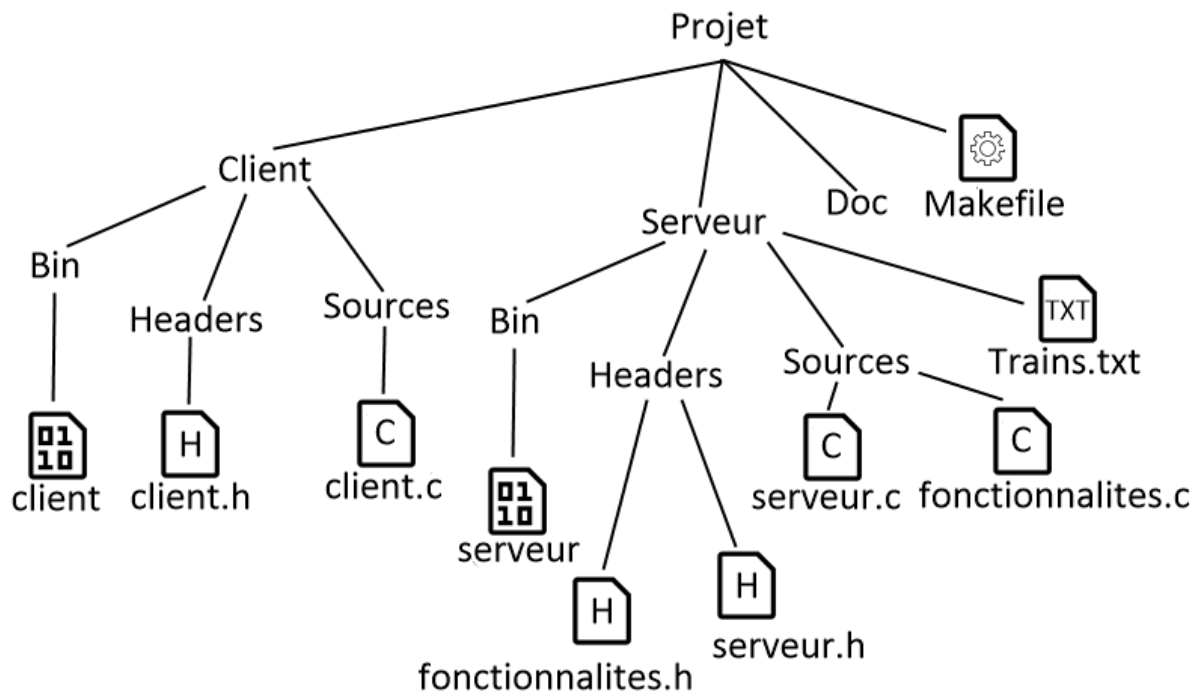 Projet
Client
Doc
Makefile
Serveur
Bin
Headers
Sources
Bin
Headers
Sources
TXT
Trains.txt
01
10
client
H
client.h
C
client.c
01
10
serveur
C
serveur.c
C
fonctionnalites.c
H
fonctionnalites.h
H
serveur.h